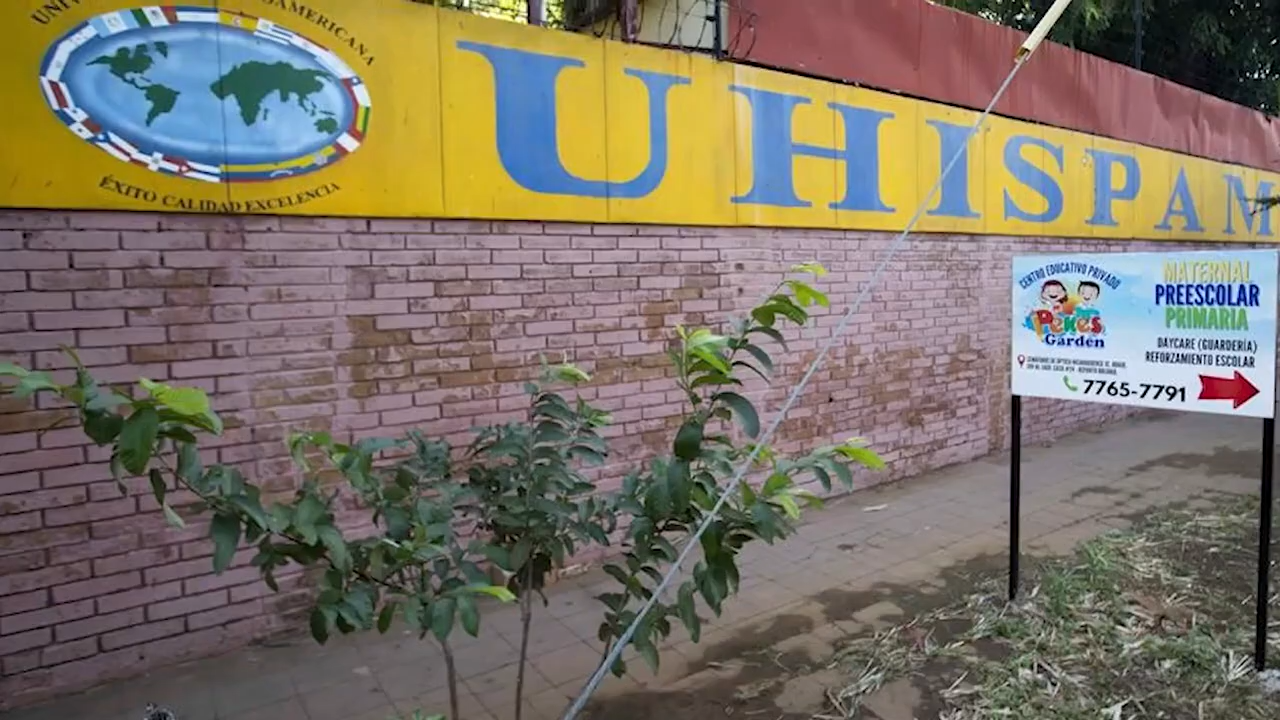 ÉXITO CALIDAD EXCELENCIA
UHISPAM
CENTRO EDUCATIVO PRIVADO
Pekes
Garden
MATERNAL
PREESCOLAR
PRIMARIA
DAYCARE (GUARDERÍA)
REFORZAMIENTO ESCOLAR
7765-7791